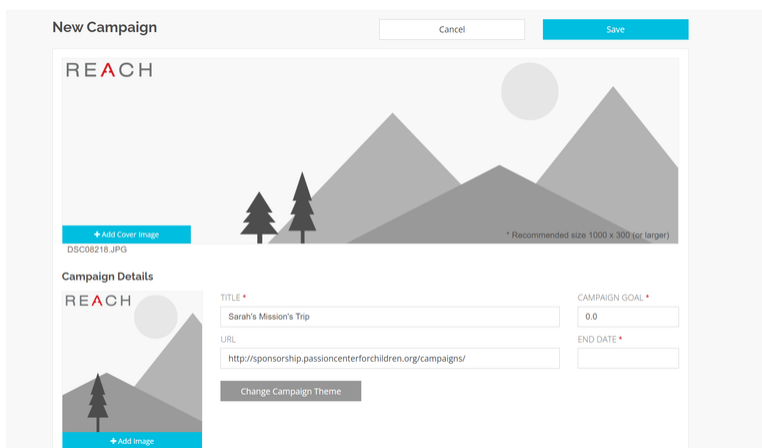 New Campaign
Cancel
Save
REACH
+ Add Cover Image
* Recommended size 1000 x 300 (or larger)
DSC08218.JPG
Campaign Details
REACH
+ Add Image
TITLE *
Sarah's Mission's Trip
CAMPAIGN GOAL *
0.0
URL
http://sponsorship.passioncenterforchildren.org/campaigns/
END DATE *
Change Campaign Theme